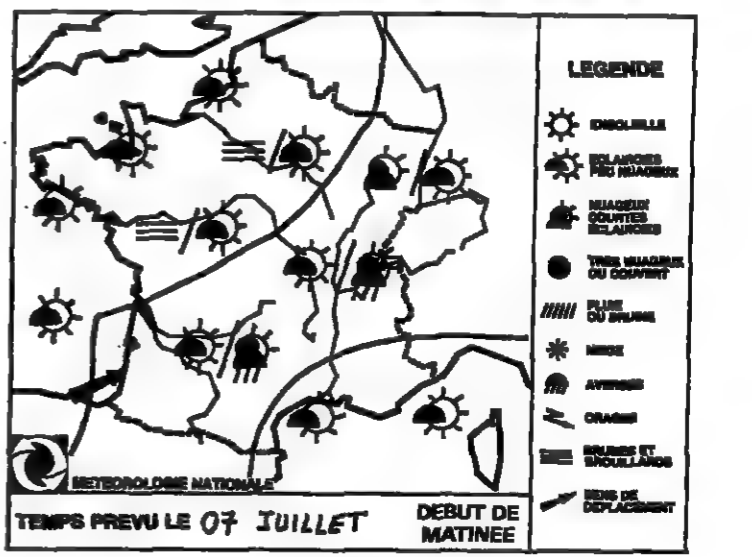 METEOROLOGIE NATIONALE
TEMPS PREVU LE 07 JUILLET
DEBUT DE
MATINEE
LEGENDE
ENSOLEILLE
ECLAIRCIES
PEU NUAGEUX
NUAGEUX
COURTES
ECLAIRCIES
TRES NUAGEUX
OU COUVERT
PLUIE
OU BRUINE
NEIGE
AVERSES
ORAGES
BRUMES ET
BROUILLARDS
SENS DE
DEPLACEMENT